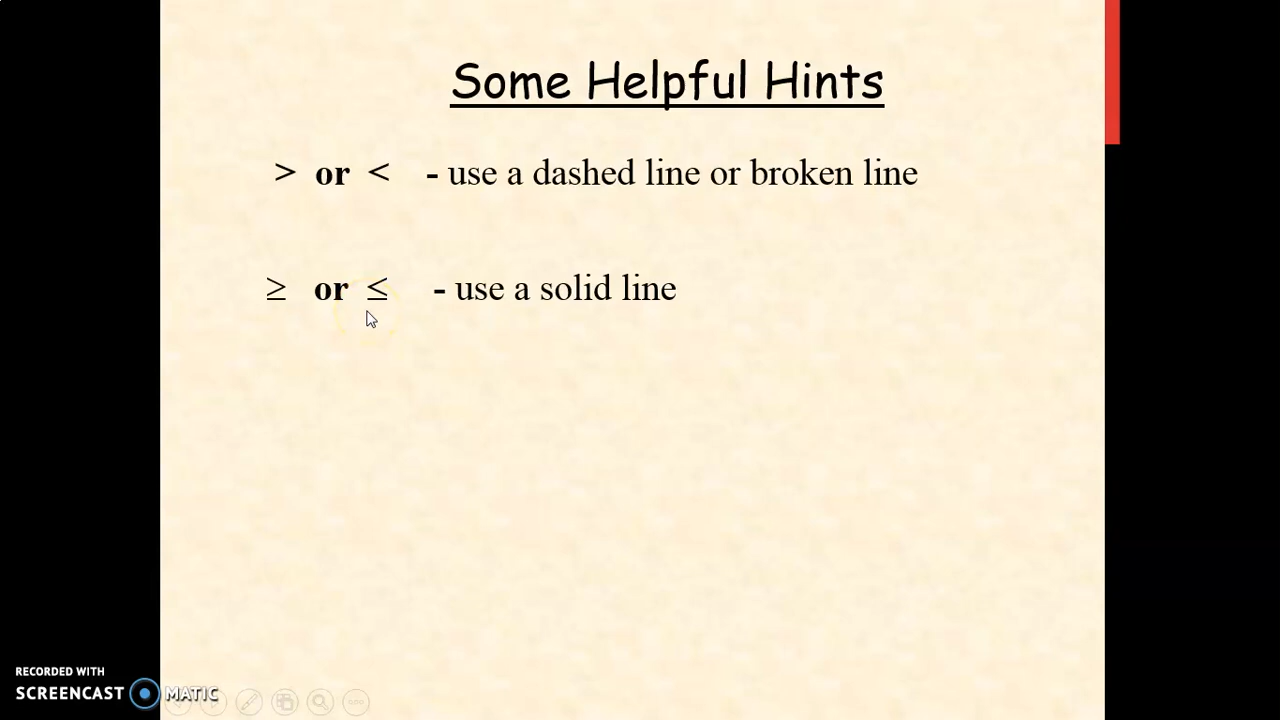 Some Helpful Hints
> or < - use a dashed line or broken line
≥ or ≤ - use a solid line
RECORDED WITH
SCREENCAST MATIC